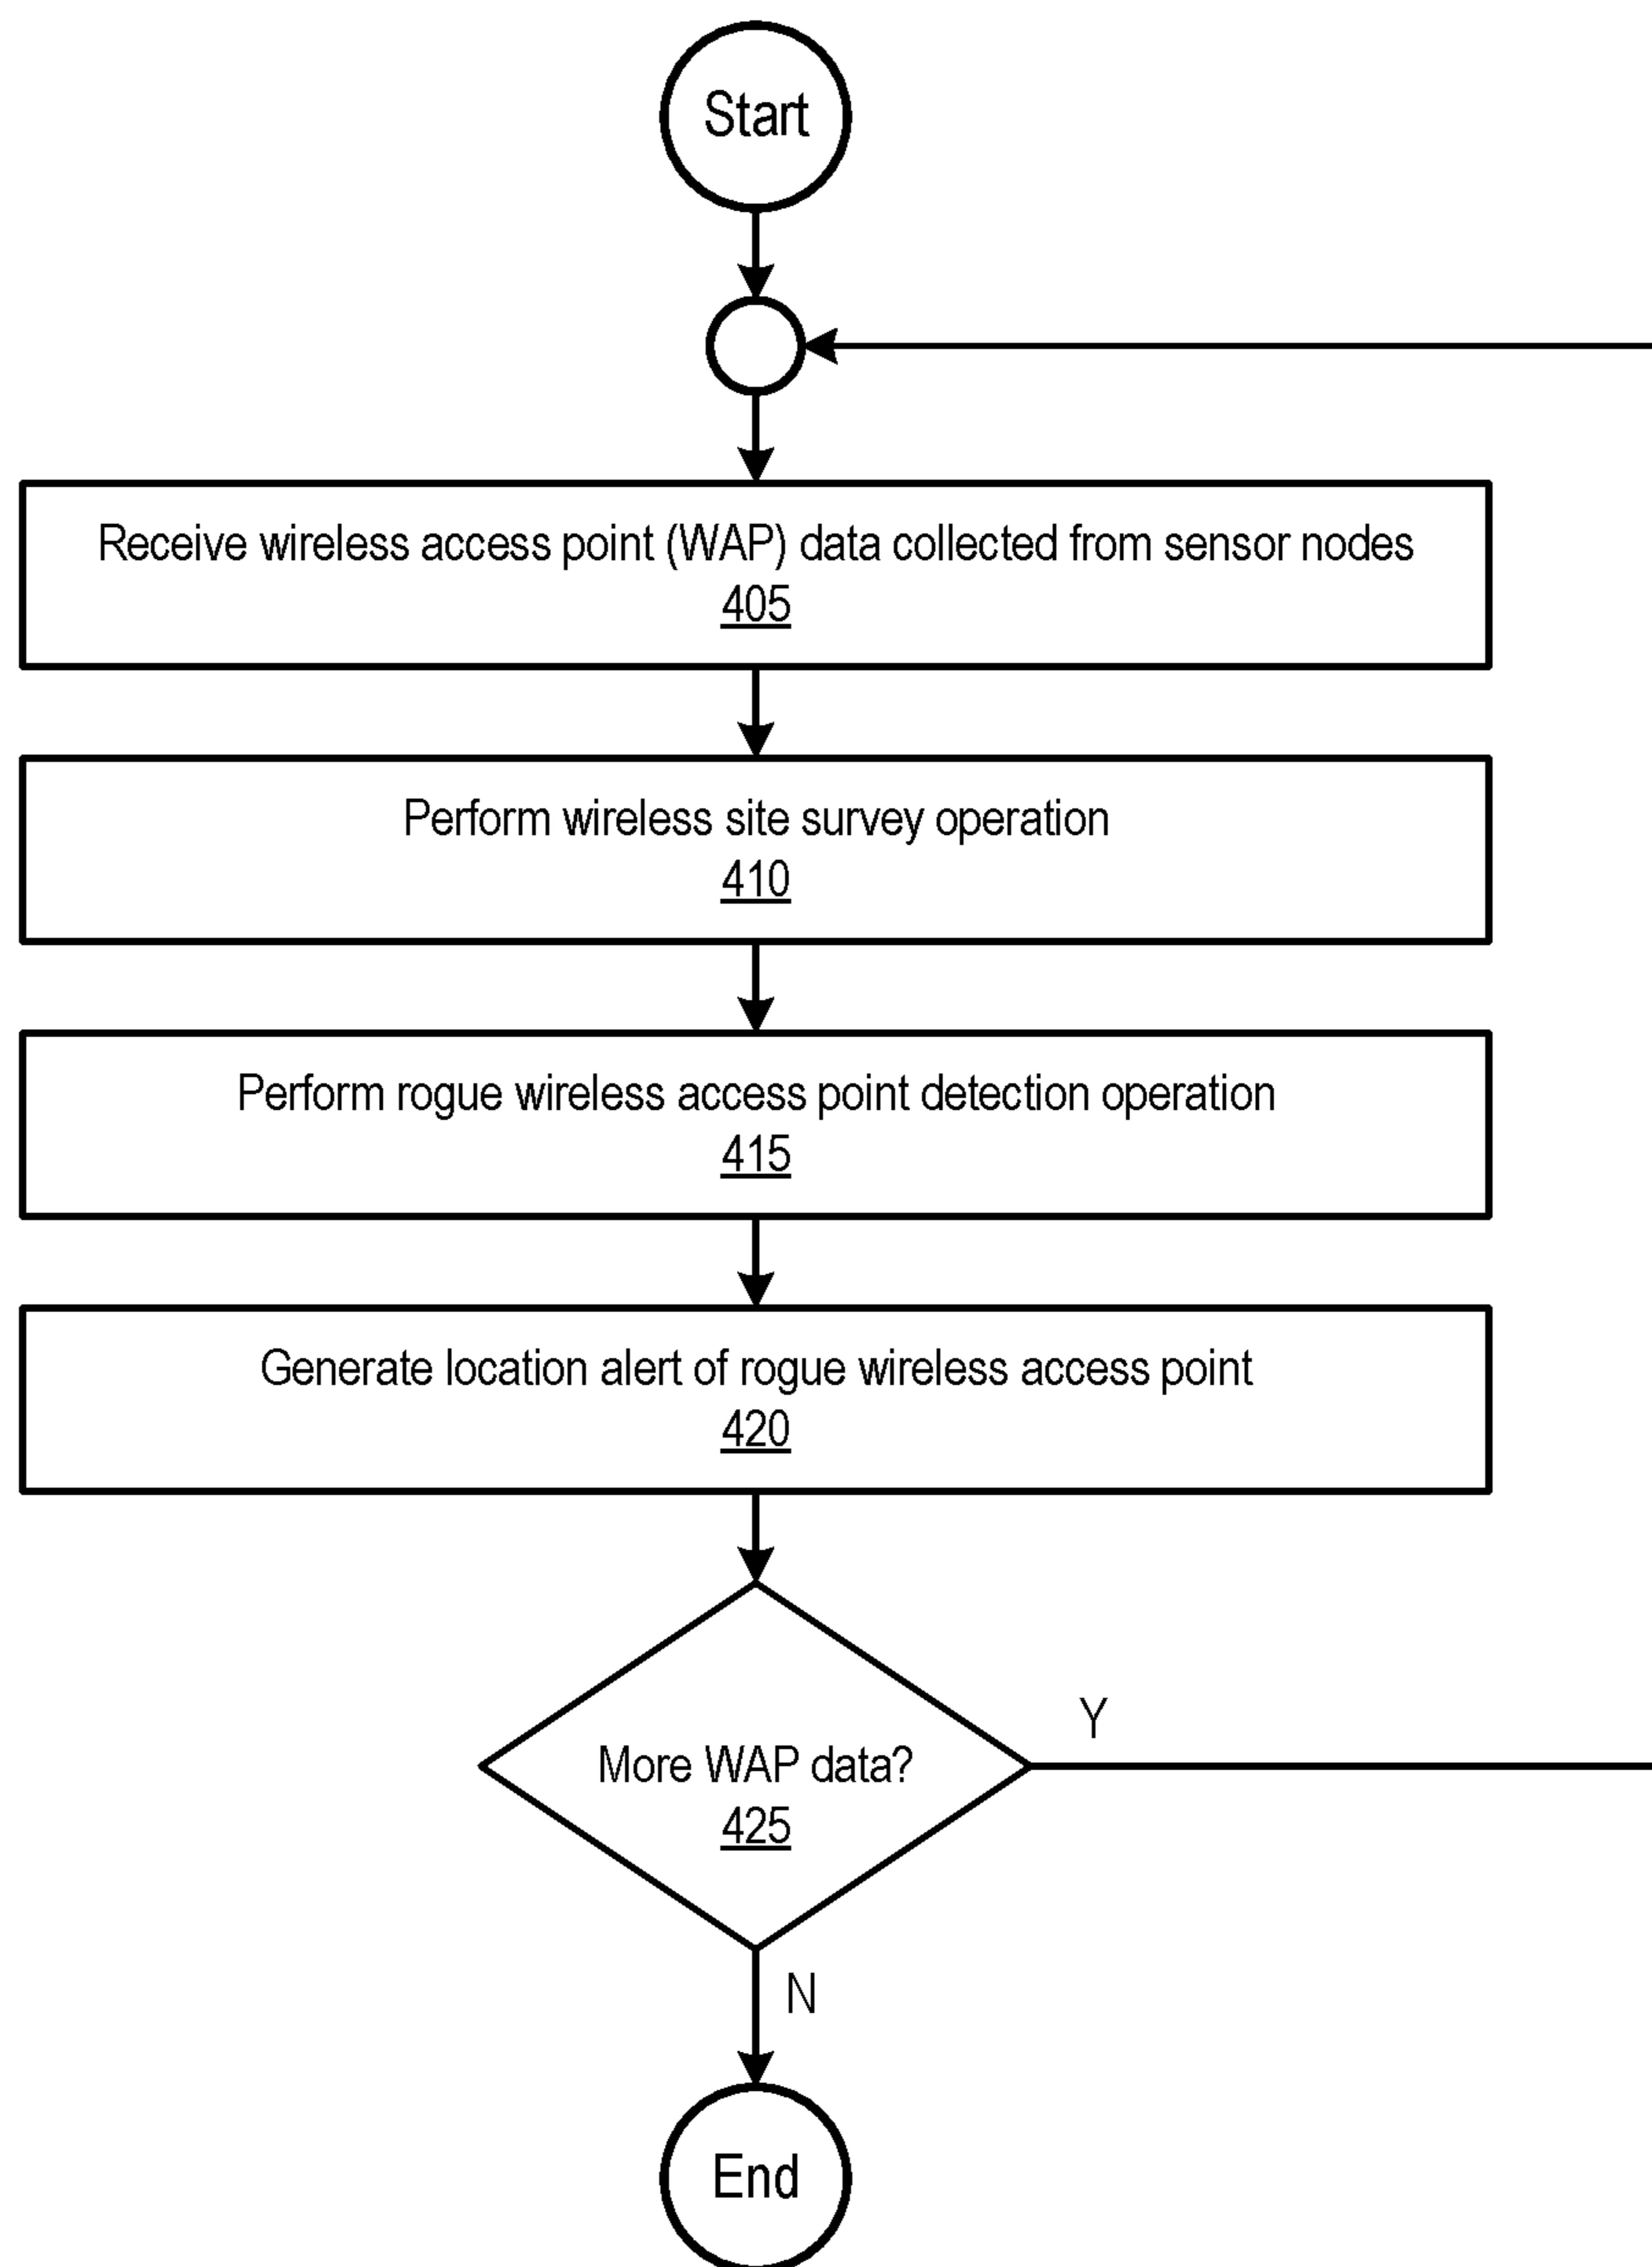 Start
Receive wireless access point (WAP) data collected from sensor nodes
405
Perform wireless site survey operation
410
Perform rogue wireless access point detection operation
415
Generate location alert of rogue wireless access point
420
Y
More WAP data?
425
N
End